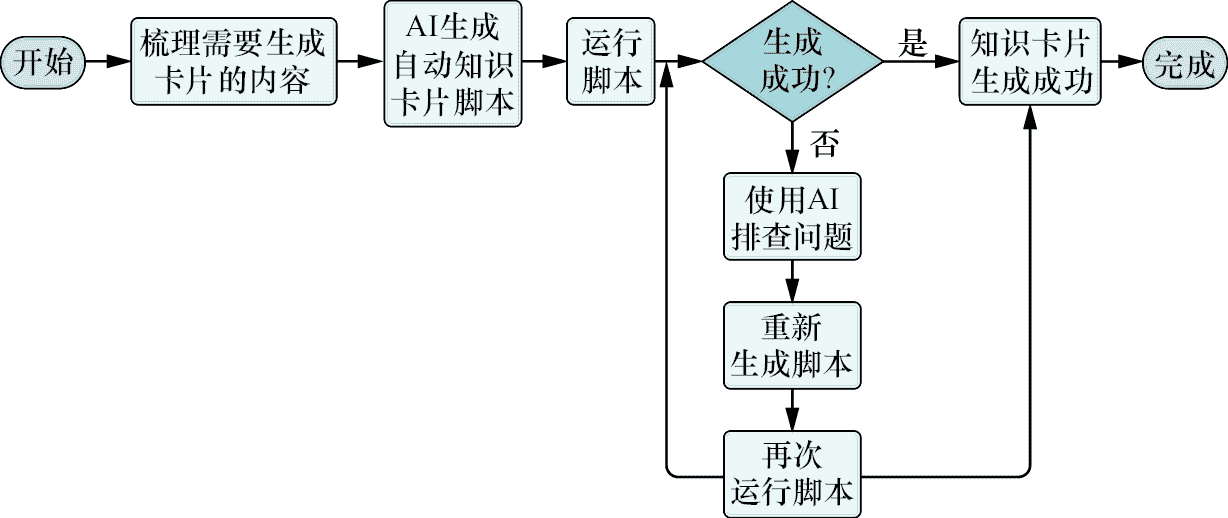 开始
梳理需要生成
卡片的内容
AI生成
自动知识
卡片脚本
运行
脚本
生成
成功?
是
知识卡片
生成成功
完成
否
使用AI
排查问题
重新
生成脚本
再次
运行脚本